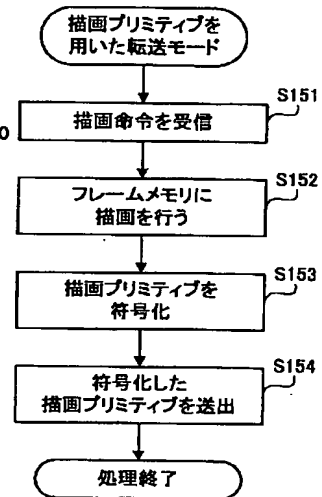 描画プリミティブを
用いた転送モード
S151
描画命令を受信
S152
フレームメモリに
描画を行う
S153
描画プリミティブを
符号化
S154
符号化した
描画プリミティブを送出
処理終了